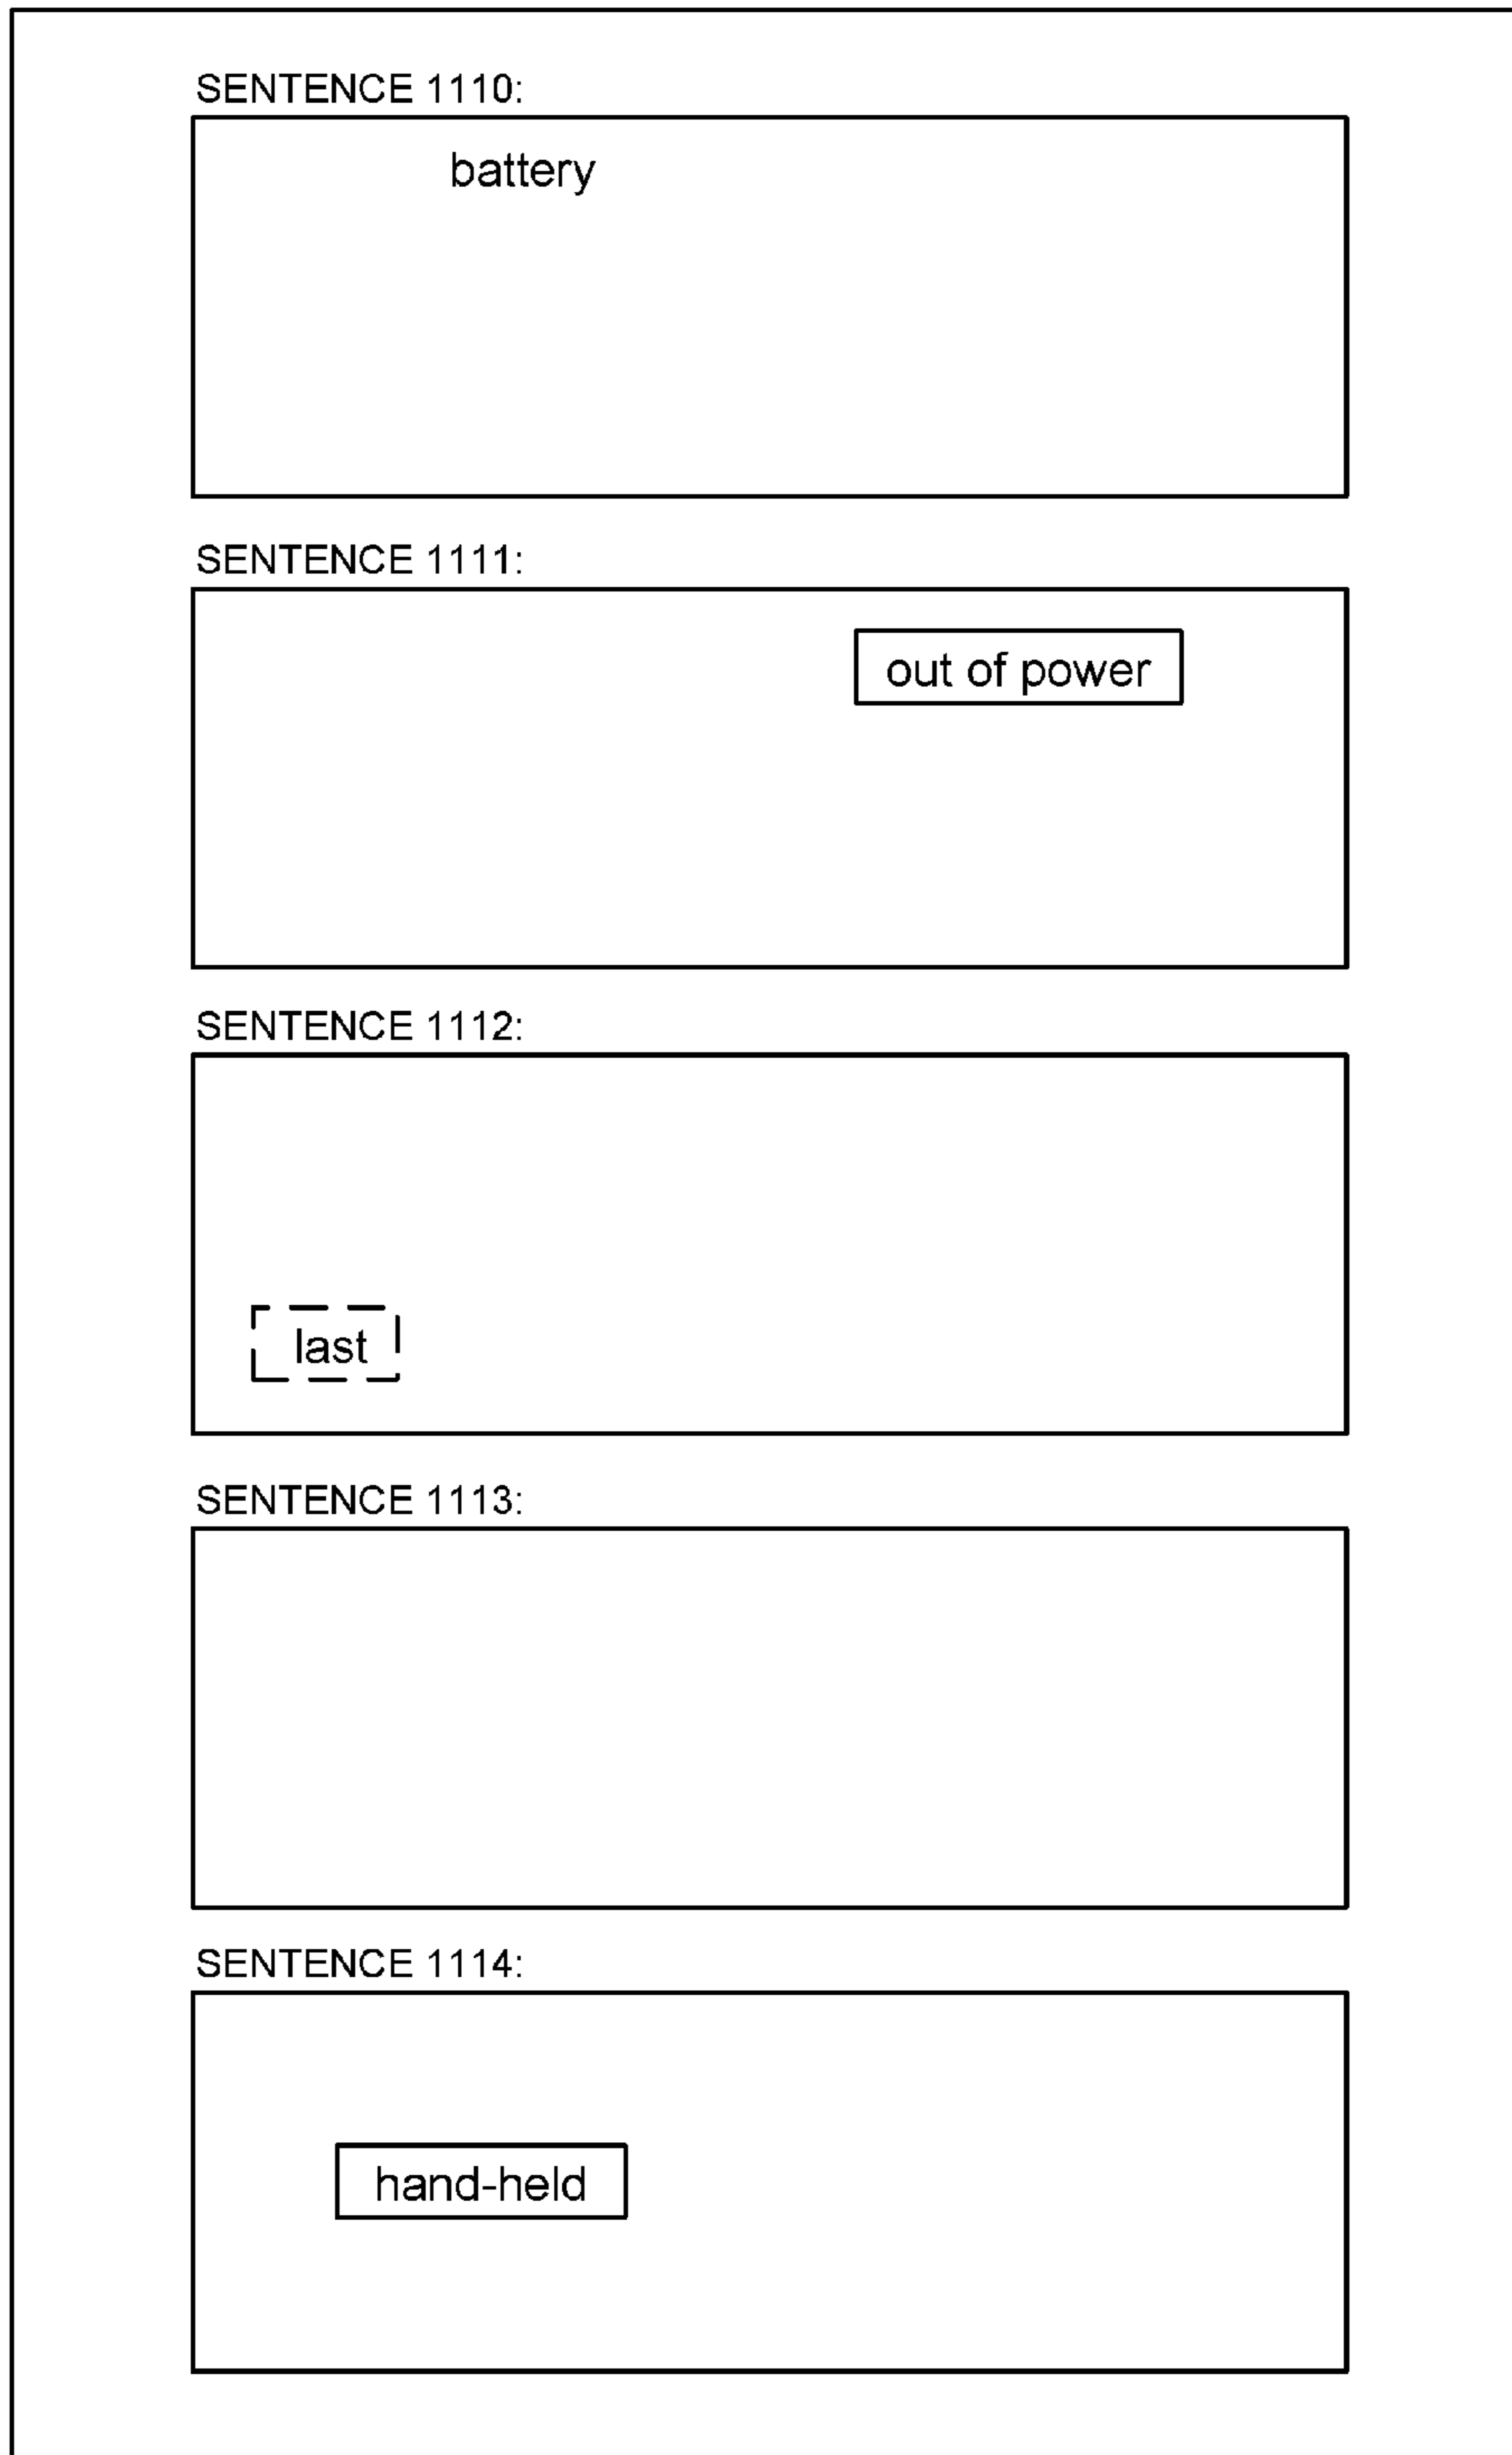 SENTENCE 1110:
battery
SENTENCE 1111:
out of power
SENTENCE 1112:
last
SENTENCE 1113:
SENTENCE 1114:
hand-held